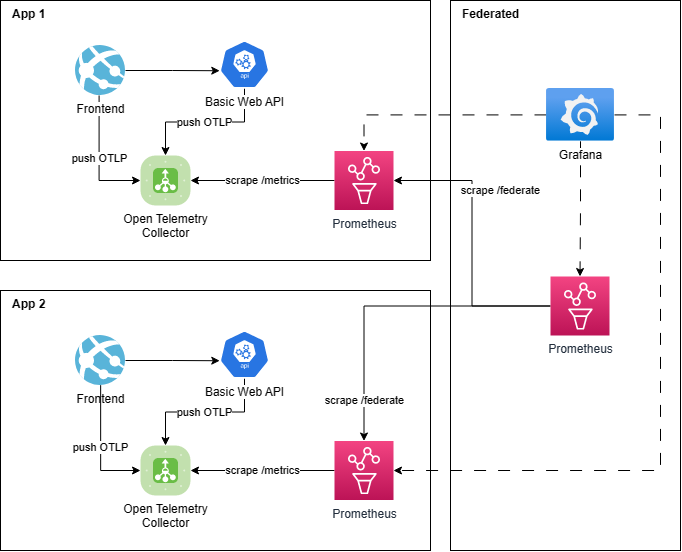 App 1
Federated
Frontend
api
Basic Web API
push OTLP
push OTLP
Grafana
scrape /metrics
scrape /federate
Open Telemetry
Collector
Prometheus
App 2
Prometheus
Frontend
api
Basic Web API
scrape /federate
push OTLP
push OTLP
scrape /metrics
Open Telemetry
Collector
Prometheus